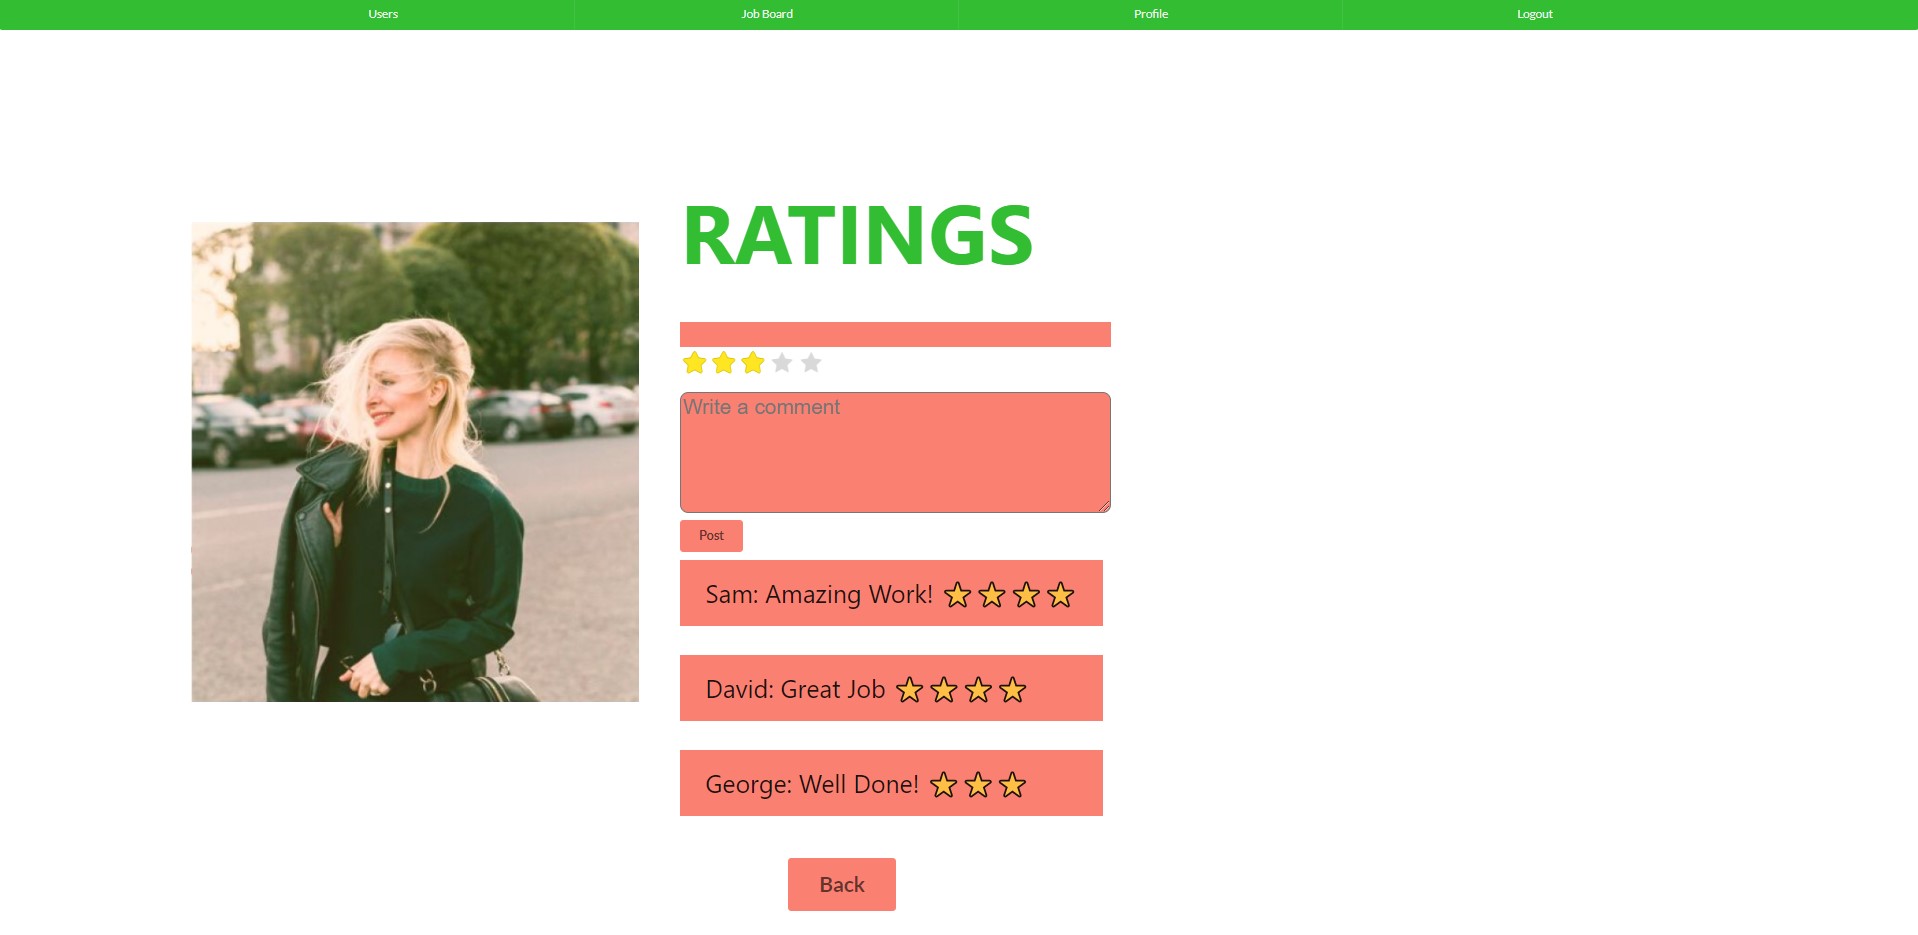 Users
Job Board
Profile
Logout
RATINGS
Write a comment
Post
Sam: Amazing Work!
David: Great Job
George: Well Done!
Back